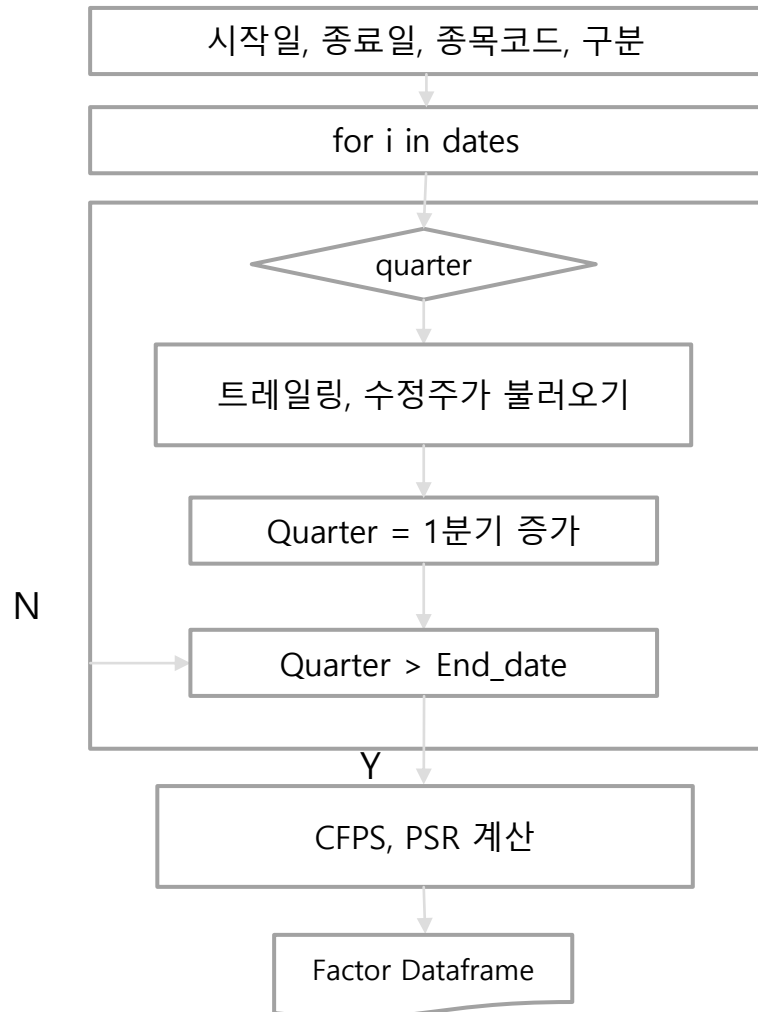 시작일, 종료일, 종목코드, 구분
for i in dates
quarter
트레일링, 수정주가 불러오기
Quarter = 1분기 증가
N
Quarter > End_date
Y
CFPS, PSR 계산
Factor Dataframe